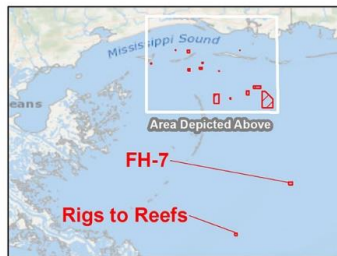 Mississippi Sound
eans
Area Depicted Above
FH-7
Rigs to Reefs